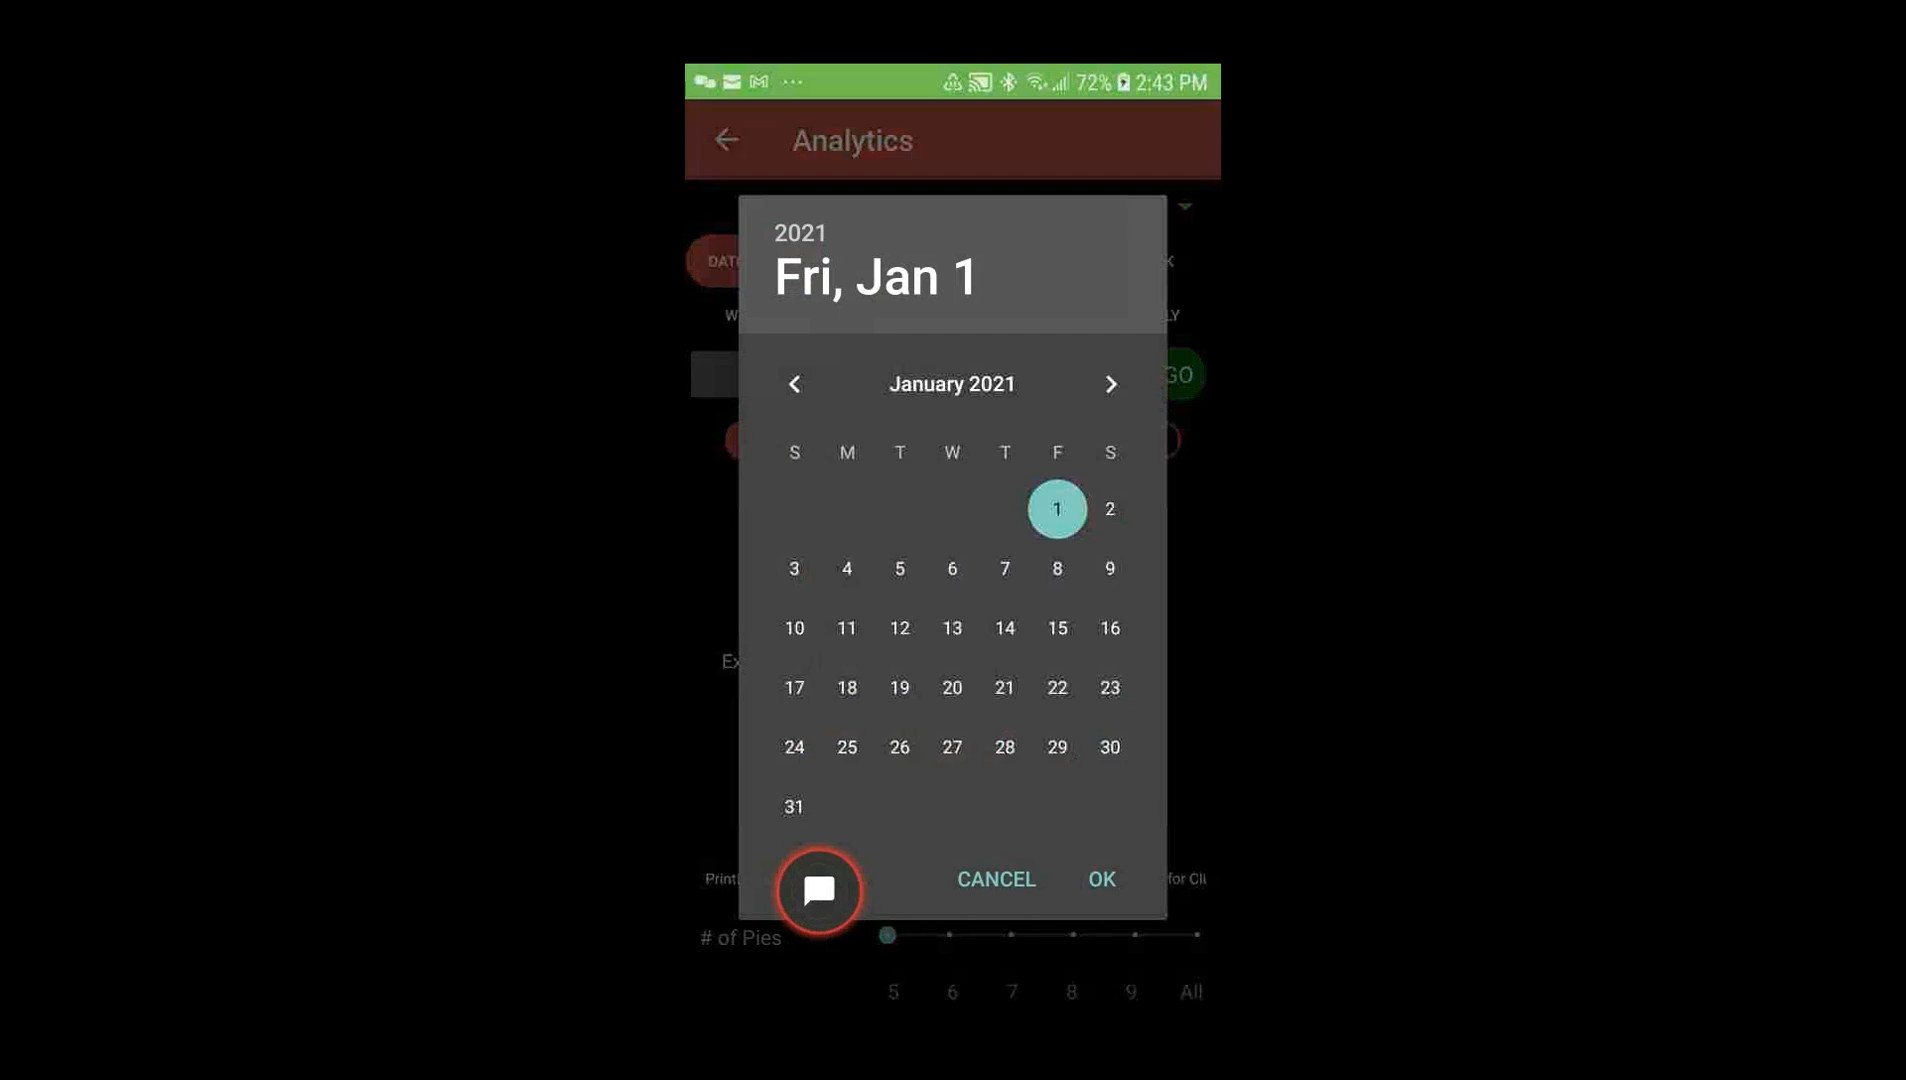 72% 2:43 PM
Analytics
2021
Fri, Jan 1
GO
January 2021
S M T W T F S
1 2
3 4 5 6 7 8 9
10 11 12 13 14 15 16
17 18 19 20 21 22 23
24 25 26 27 28 29 30
31
CANCEL OK
for Cli
# of Pies
5 6 7 8 9 All